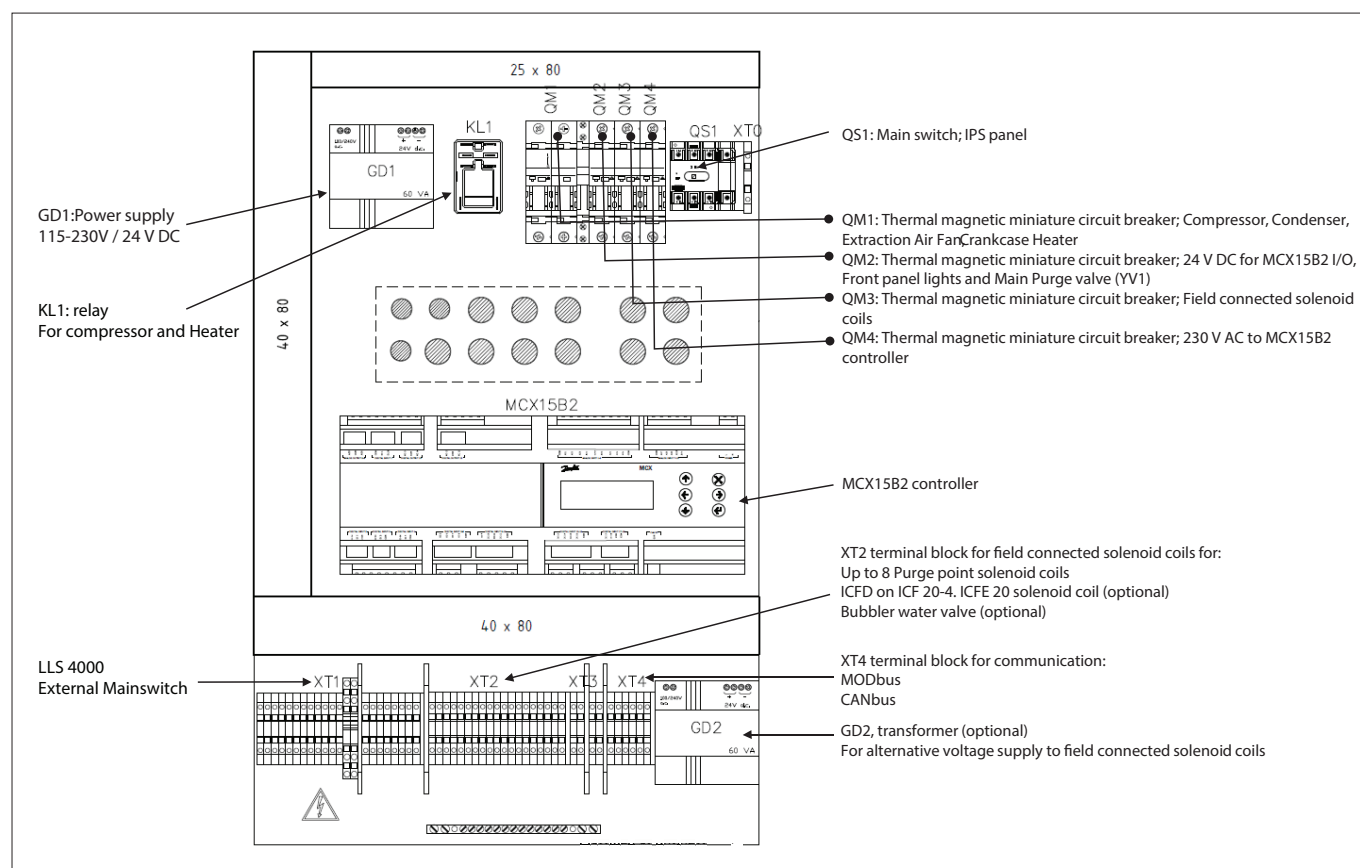 25 x 80
QM1
QM2
QM3
QM4
KL1
QS1
XT0
QS1: Main switch; IPS panel
115/240V
24V d.c.
GD1
60 VA
GD1:Power supply
115-230V / 24 V DC
QM1: Thermal magnetic miniature circuit breaker; Compressor, Condenser,
Extraction Air Fan,Crankcase Heater
QM2: Thermal magnetic miniature circuit breaker; 24 V DC for MCX15B2 I/O,
Front panel lights and Main Purge valve (YV1)
QM3: Thermal magnetic miniature circuit breaker; Field connected solenoid
coils
QM4: Thermal magnetic miniature circuit breaker; 230 V AC to MCX15B2
controller
KL1: relay
For compressor and Heater
40 x 80
MCX15B2
Danfoss
MCX
MCX15B2 controller
XT2 terminal block for field connected solenoid coils for:
Up to 8 Purge point solenoid coils
ICFD on ICF 20-4. ICFE 20 solenoid coil (optional)
Bubbler water valve (optional)
40 x 80
LLS 4000
External Mainswitch
XT1
XT2
XT3
XT4
XT4 terminal block for communication:
MODbus
CANbus
24V d.c.
GD2
60 VA
GD2, transformer (optional)
For alternative voltage supply to field connected solenoid coils